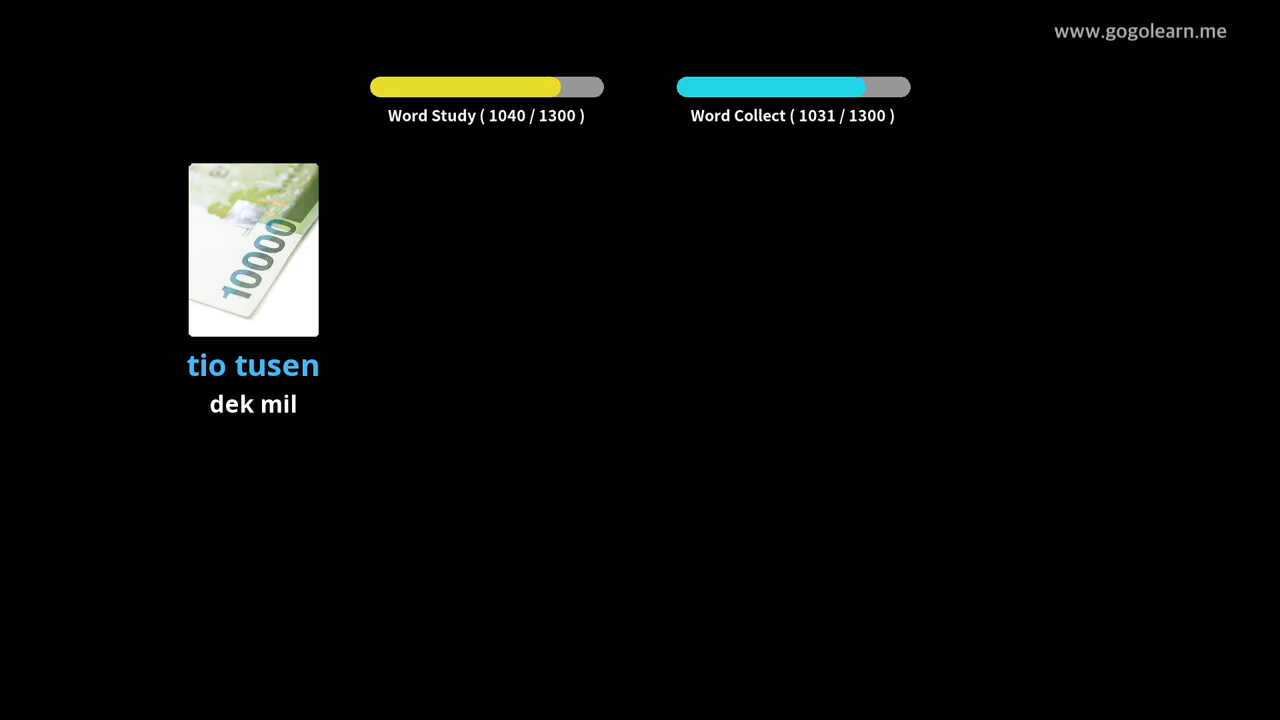 www.gogolearn.me
Word Study ( 1040 / 1300 )
Word Collect ( 1031 / 1300 )
10000
tio tusen
dek mil